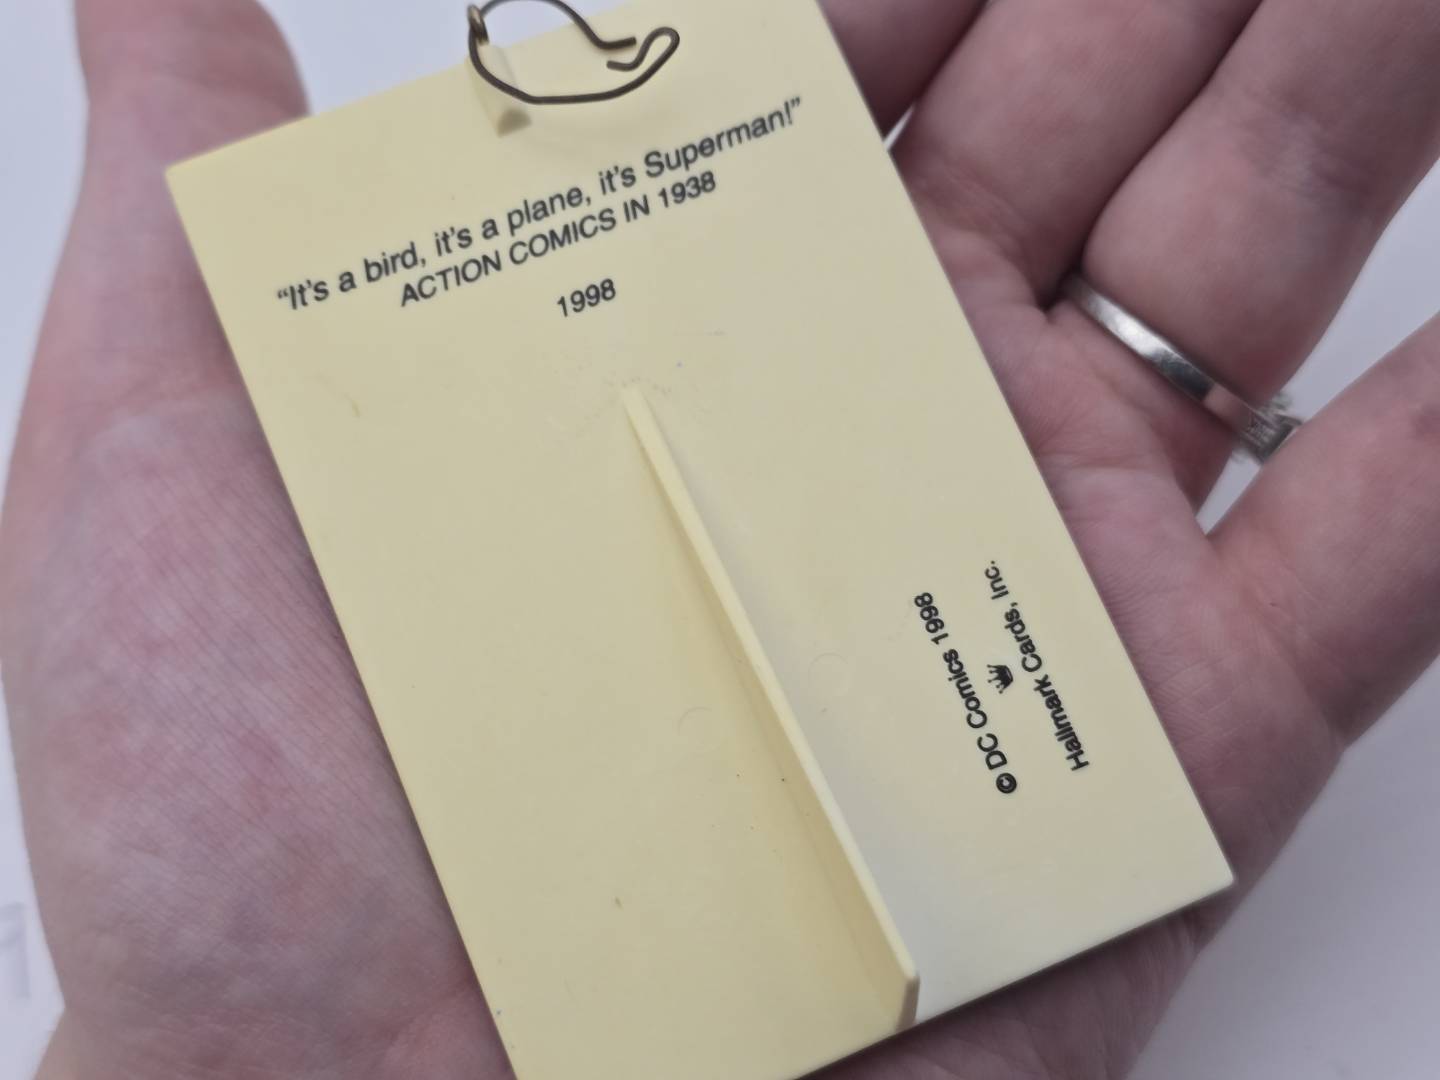 “It’s a bird, it’s a plane, it’s Superman!”
ACTION COMICS IN 1938
1998
© DC Comics 1998
Hallmark Cards, Inc.